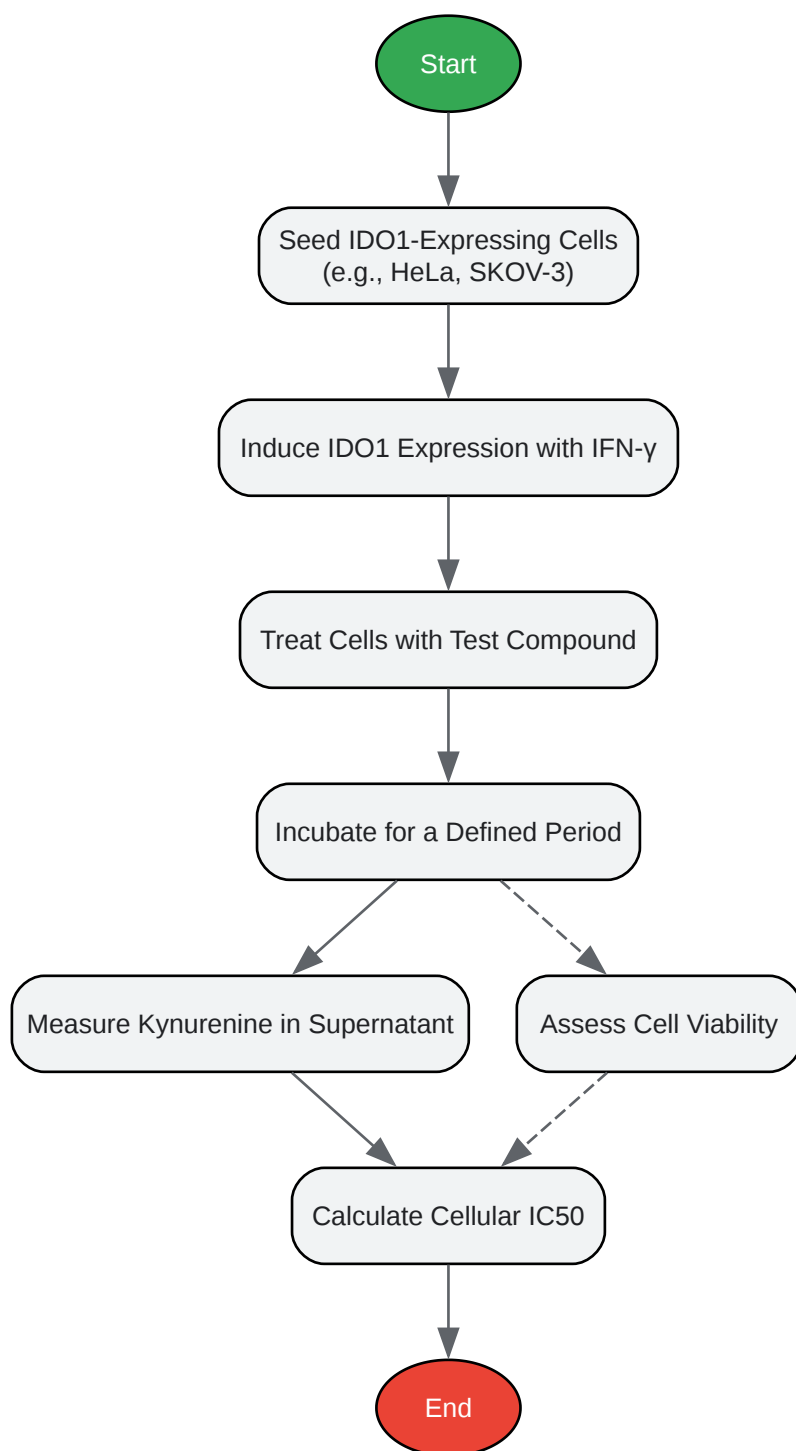 Start
Seed IDO1-Expressing Cells
(e.g., HeLa, SKOV-3)
Induce IDO1 Expression with IFN-γ
Treat Cells with Test Compound
Incubate for a Defined Period
Measure Kynurenine in Supernatant
Assess Cell Viability
Calculate Cellular IC50
End